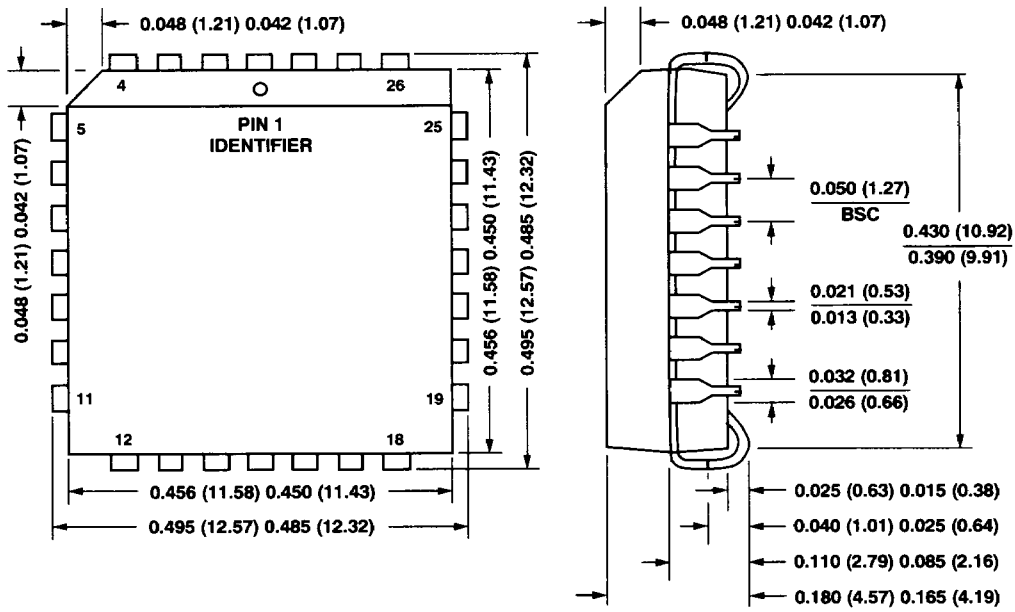 0.048 (1.21) 0.042 (1.07)
4
26
5
PIN 1
IDENTIFIER
25
0.048 (1.21) 0.042 (1.07)
0.456 (11.58) 0.450 (11.43)
0.495 (12.57) 0.485 (12.32)
11
19
12
18
0.456 (11.58) 0.450 (11.43)
0.495 (12.57) 0.485 (12.32)
0.048 (1.21) 0.042 (1.07)
0.050 (1.27)
BSC
0.430 (10.92)
0.390 (9.91)
0.021 (0.53)
0.013 (0.33)
0.032 (0.81)
0.026 (0.66)
0.025 (0.63) 0.015 (0.38)
0.040 (1.01) 0.025 (0.64)
0.110 (2.79) 0.085 (2.16)
0.180 (4.57) 0.165 (4.19)